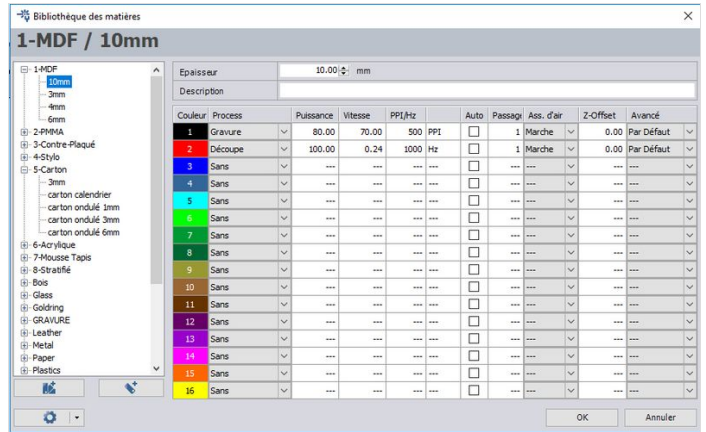 Bibliothèque des matières
1-MDF / 10mm
1-MDF
10mm
3mm
4mm
6mm
2-PMMA
3-Contre-Plaqué
4-Stylo
5-Carton
3mm
carton calendrier
carton ondulé 1mm
carton ondulé 3mm
carton ondulé 6mm
6-Acrylique
7-Mousse Tapis
8-Stratifié
Bois
Glass
Goldring
GRAVURE
Leather
Metal
Paper
Plastics
Epaisseur 10.00 mm
Description
Couleur Process Puissance Vitesse PPI/Hz Auto Passage Ass. d'air Z-Offset Avancé
1 Gravure 80.00 70.00 500 PPI 1 Marche 0.00 Par Défaut
2 Découpe 100.00 0.24 1000 Hz 1 Marche 0.00 Par Défaut
3 Sans --- --- --- --- --- --- --- ---
4 Sans --- --- --- --- --- --- --- ---
5 Sans --- --- --- --- --- --- --- ---
6 Sans --- --- --- --- --- --- --- ---
7 Sans --- --- --- --- --- --- --- ---
8 Sans --- --- --- --- --- --- --- ---
9 Sans --- --- --- --- --- --- --- ---
10 Sans --- --- --- --- --- --- --- ---
11 Sans --- --- --- --- --- --- --- ---
12 Sans --- --- --- --- --- --- --- ---
13 Sans --- --- --- --- --- --- --- ---
14 Sans --- --- --- --- --- --- --- ---
15 Sans --- --- --- --- --- --- --- ---
16 Sans --- --- --- --- --- --- --- ---
OK Annuler